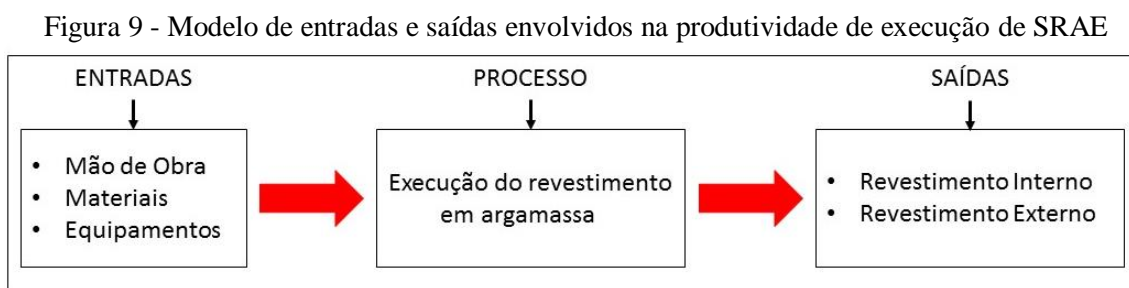 Figura 9 - Modelo de entradas e saídas envolvidos na produtividade de execução de SRAE
ENTRADAS
• Mão de Obra
• Materiais
• Equipamentos
PROCESSO
Execução do revestimento
em argamassa
SAÍDAS
• Revestimento Interno
• Revestimento Externo